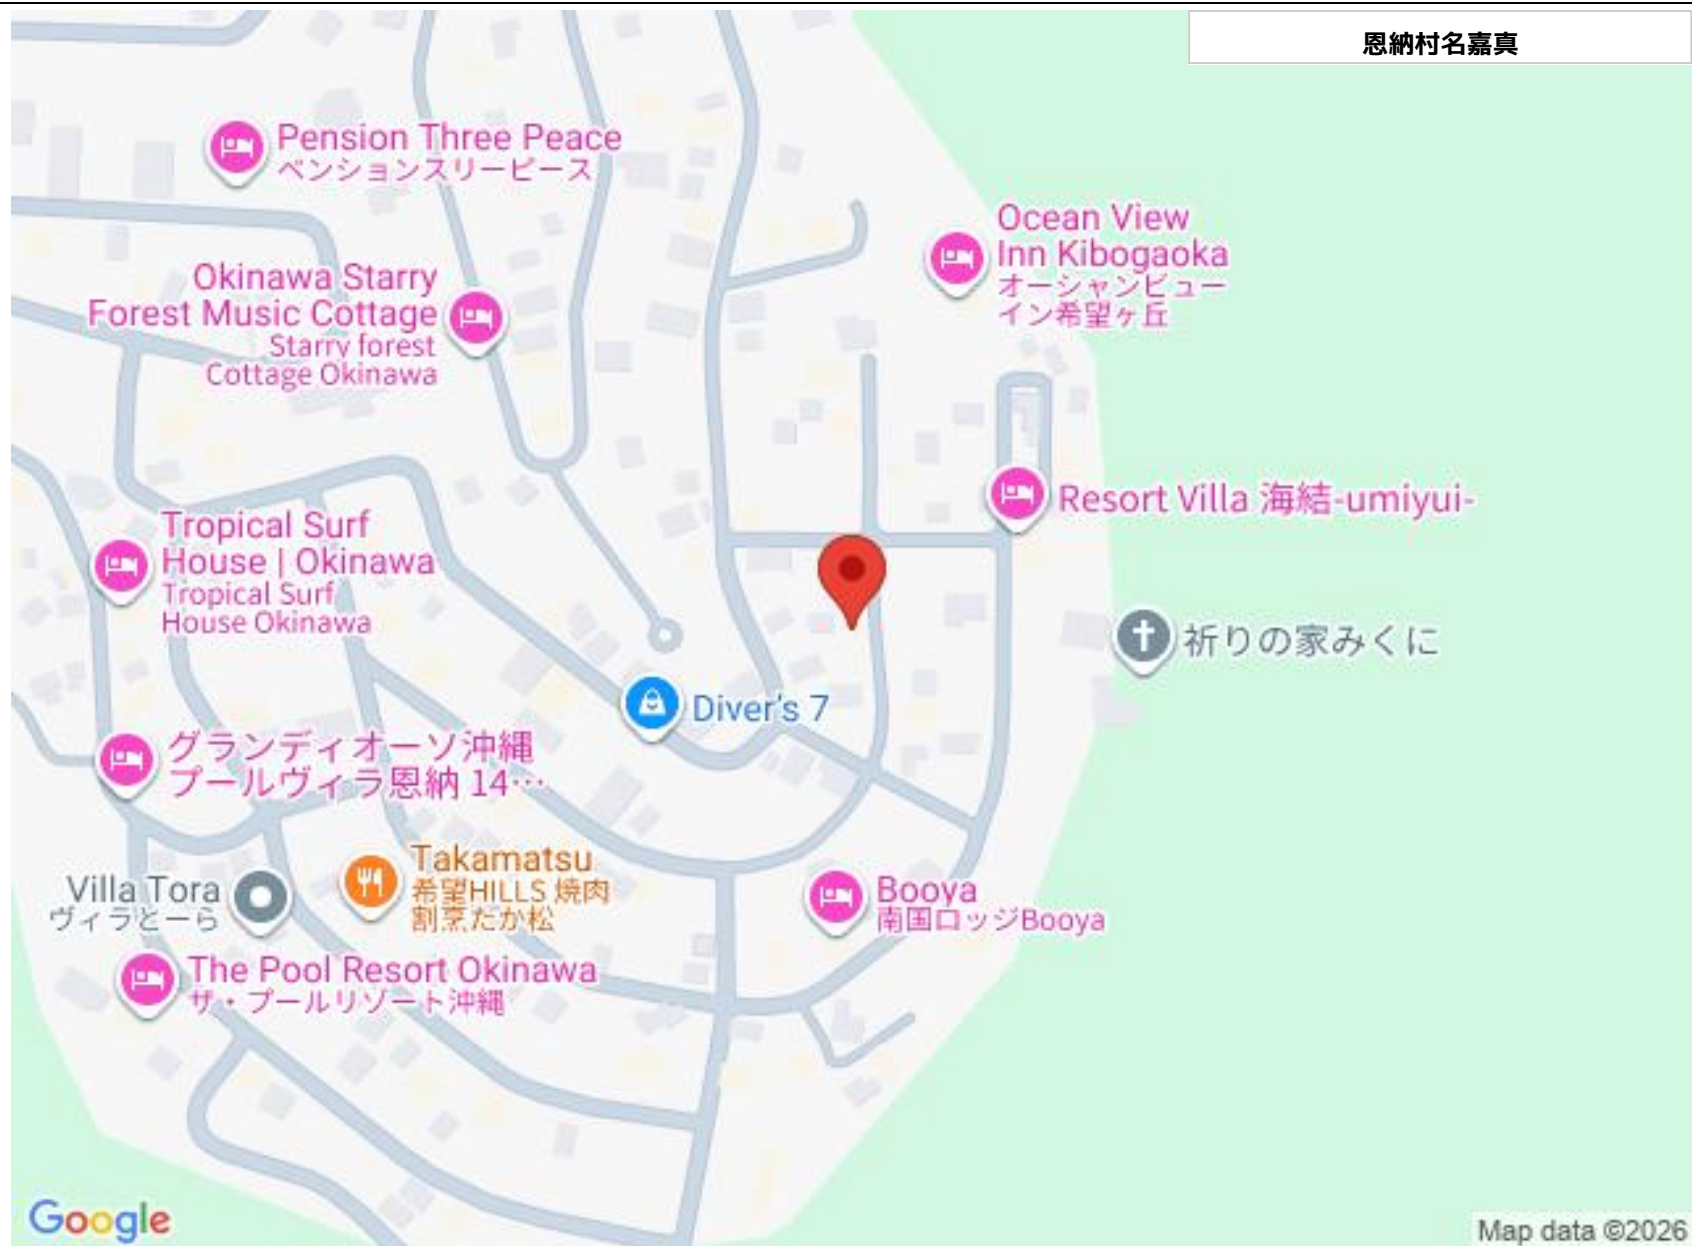 恩納村名嘉真
Pension Three Peace
ペンションスリーピース
Ocean View
Inn Kibogaoka
オーシャンビュー
イン希望ヶ丘
Okinawa Starry
Forest Music Cottage
Starry forest
Cottage Okinawa
Resort Villa 海結-umiyui-
Tropical Surf
House | Okinawa
Tropical Surf
House Okinawa
祈りの家みくに
Diver's 7
グランディオーソ沖縄
プールヴィラ恩納 14…
Takamatsu
希望HILLS 焼肉
割烹たか松
Villa Tora
ヴィラとーら
Booya
南国ロッジBooya
The Pool Resort Okinawa
ザ・プールリゾート沖縄
Google
Map data ©2026